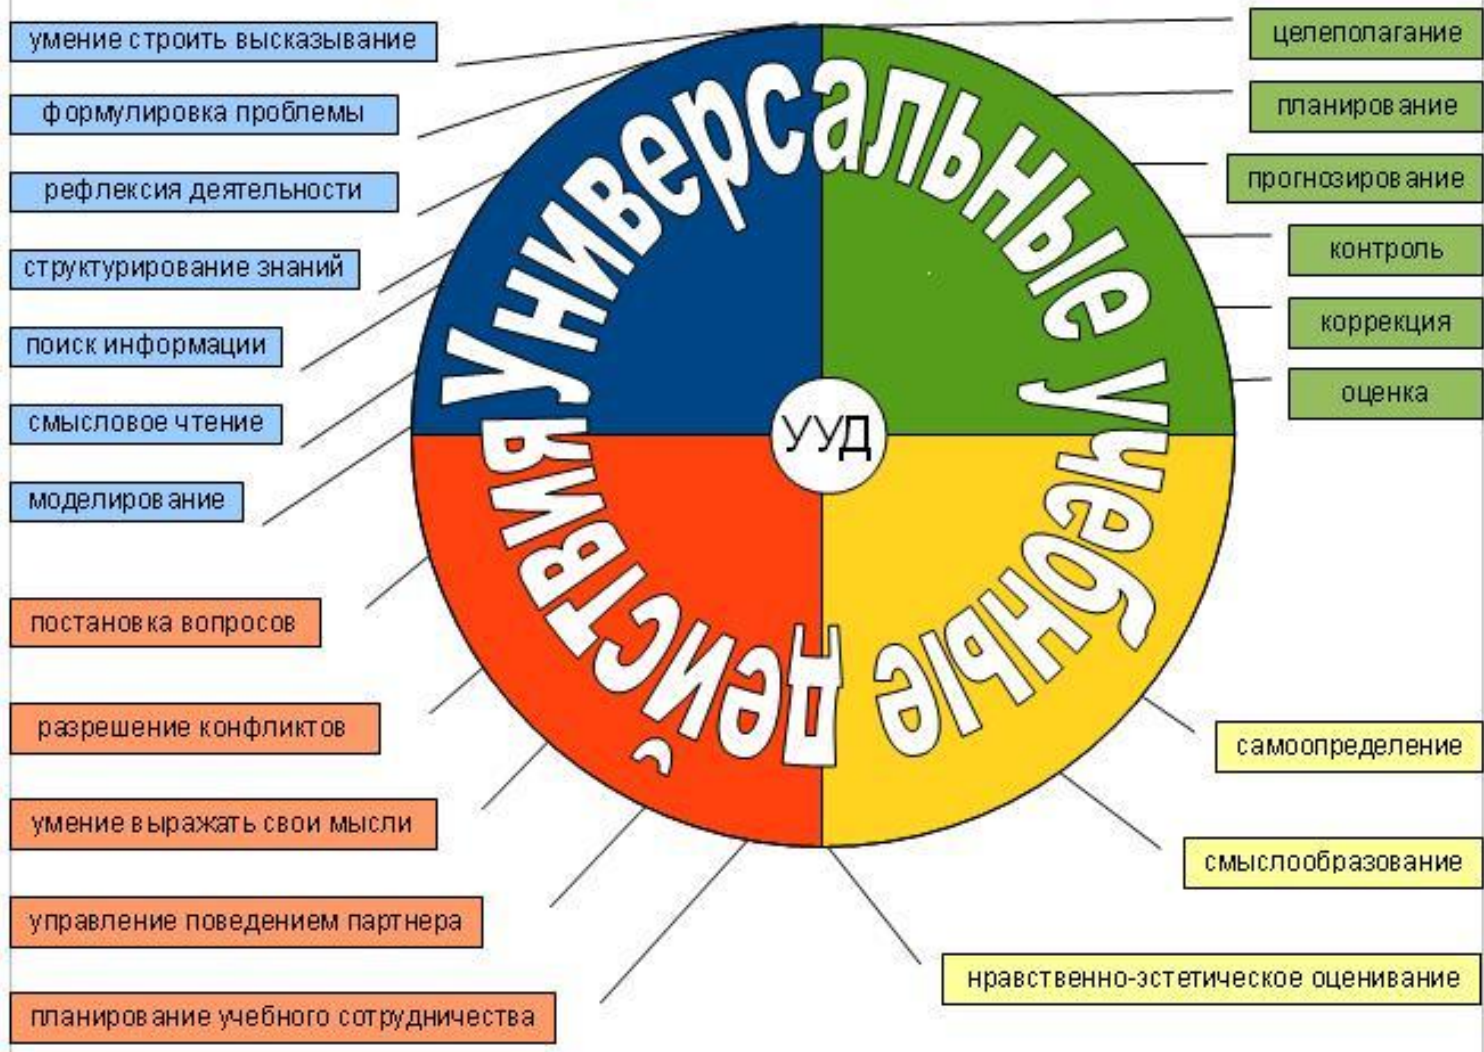 умение строить высказывание
формулировка проблемы
рефлексия деятельности
структурирование знаний
поиск информации
смысловое чтение
моделирование
постановка вопросов
разрешение конфликтов
умение выражать свои мысли
управление поведением партнера
планирование учебного сотрудничества
Универсальные учебные действия
УУД
целеполагание
планирование
прогнозирование
контроль
коррекция
оценка
самоопределение
смыслообразование
нравственно-эстетическое оценивание